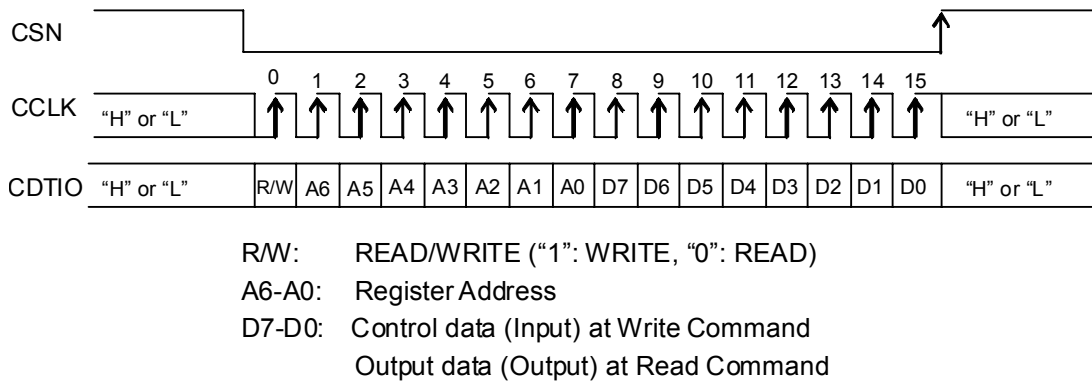 CSN
0 1 2 3 4 5 6 7 8 9 10 11 12 13 14 15
CCLK “H” or “L” “H” or “L”
CDTIO “H” or “L” R/W A6 A5 A4 A3 A2 A1 A0 D7 D6 D5 D4 D3 D2 D1 D0 “H” or “L”
R/W: READ/WRITE (“1”: WRITE, “0”: READ)
A6-A0: Register Address
D7-D0: Control data (Input) at Write Command
Output data (Output) at Read Command